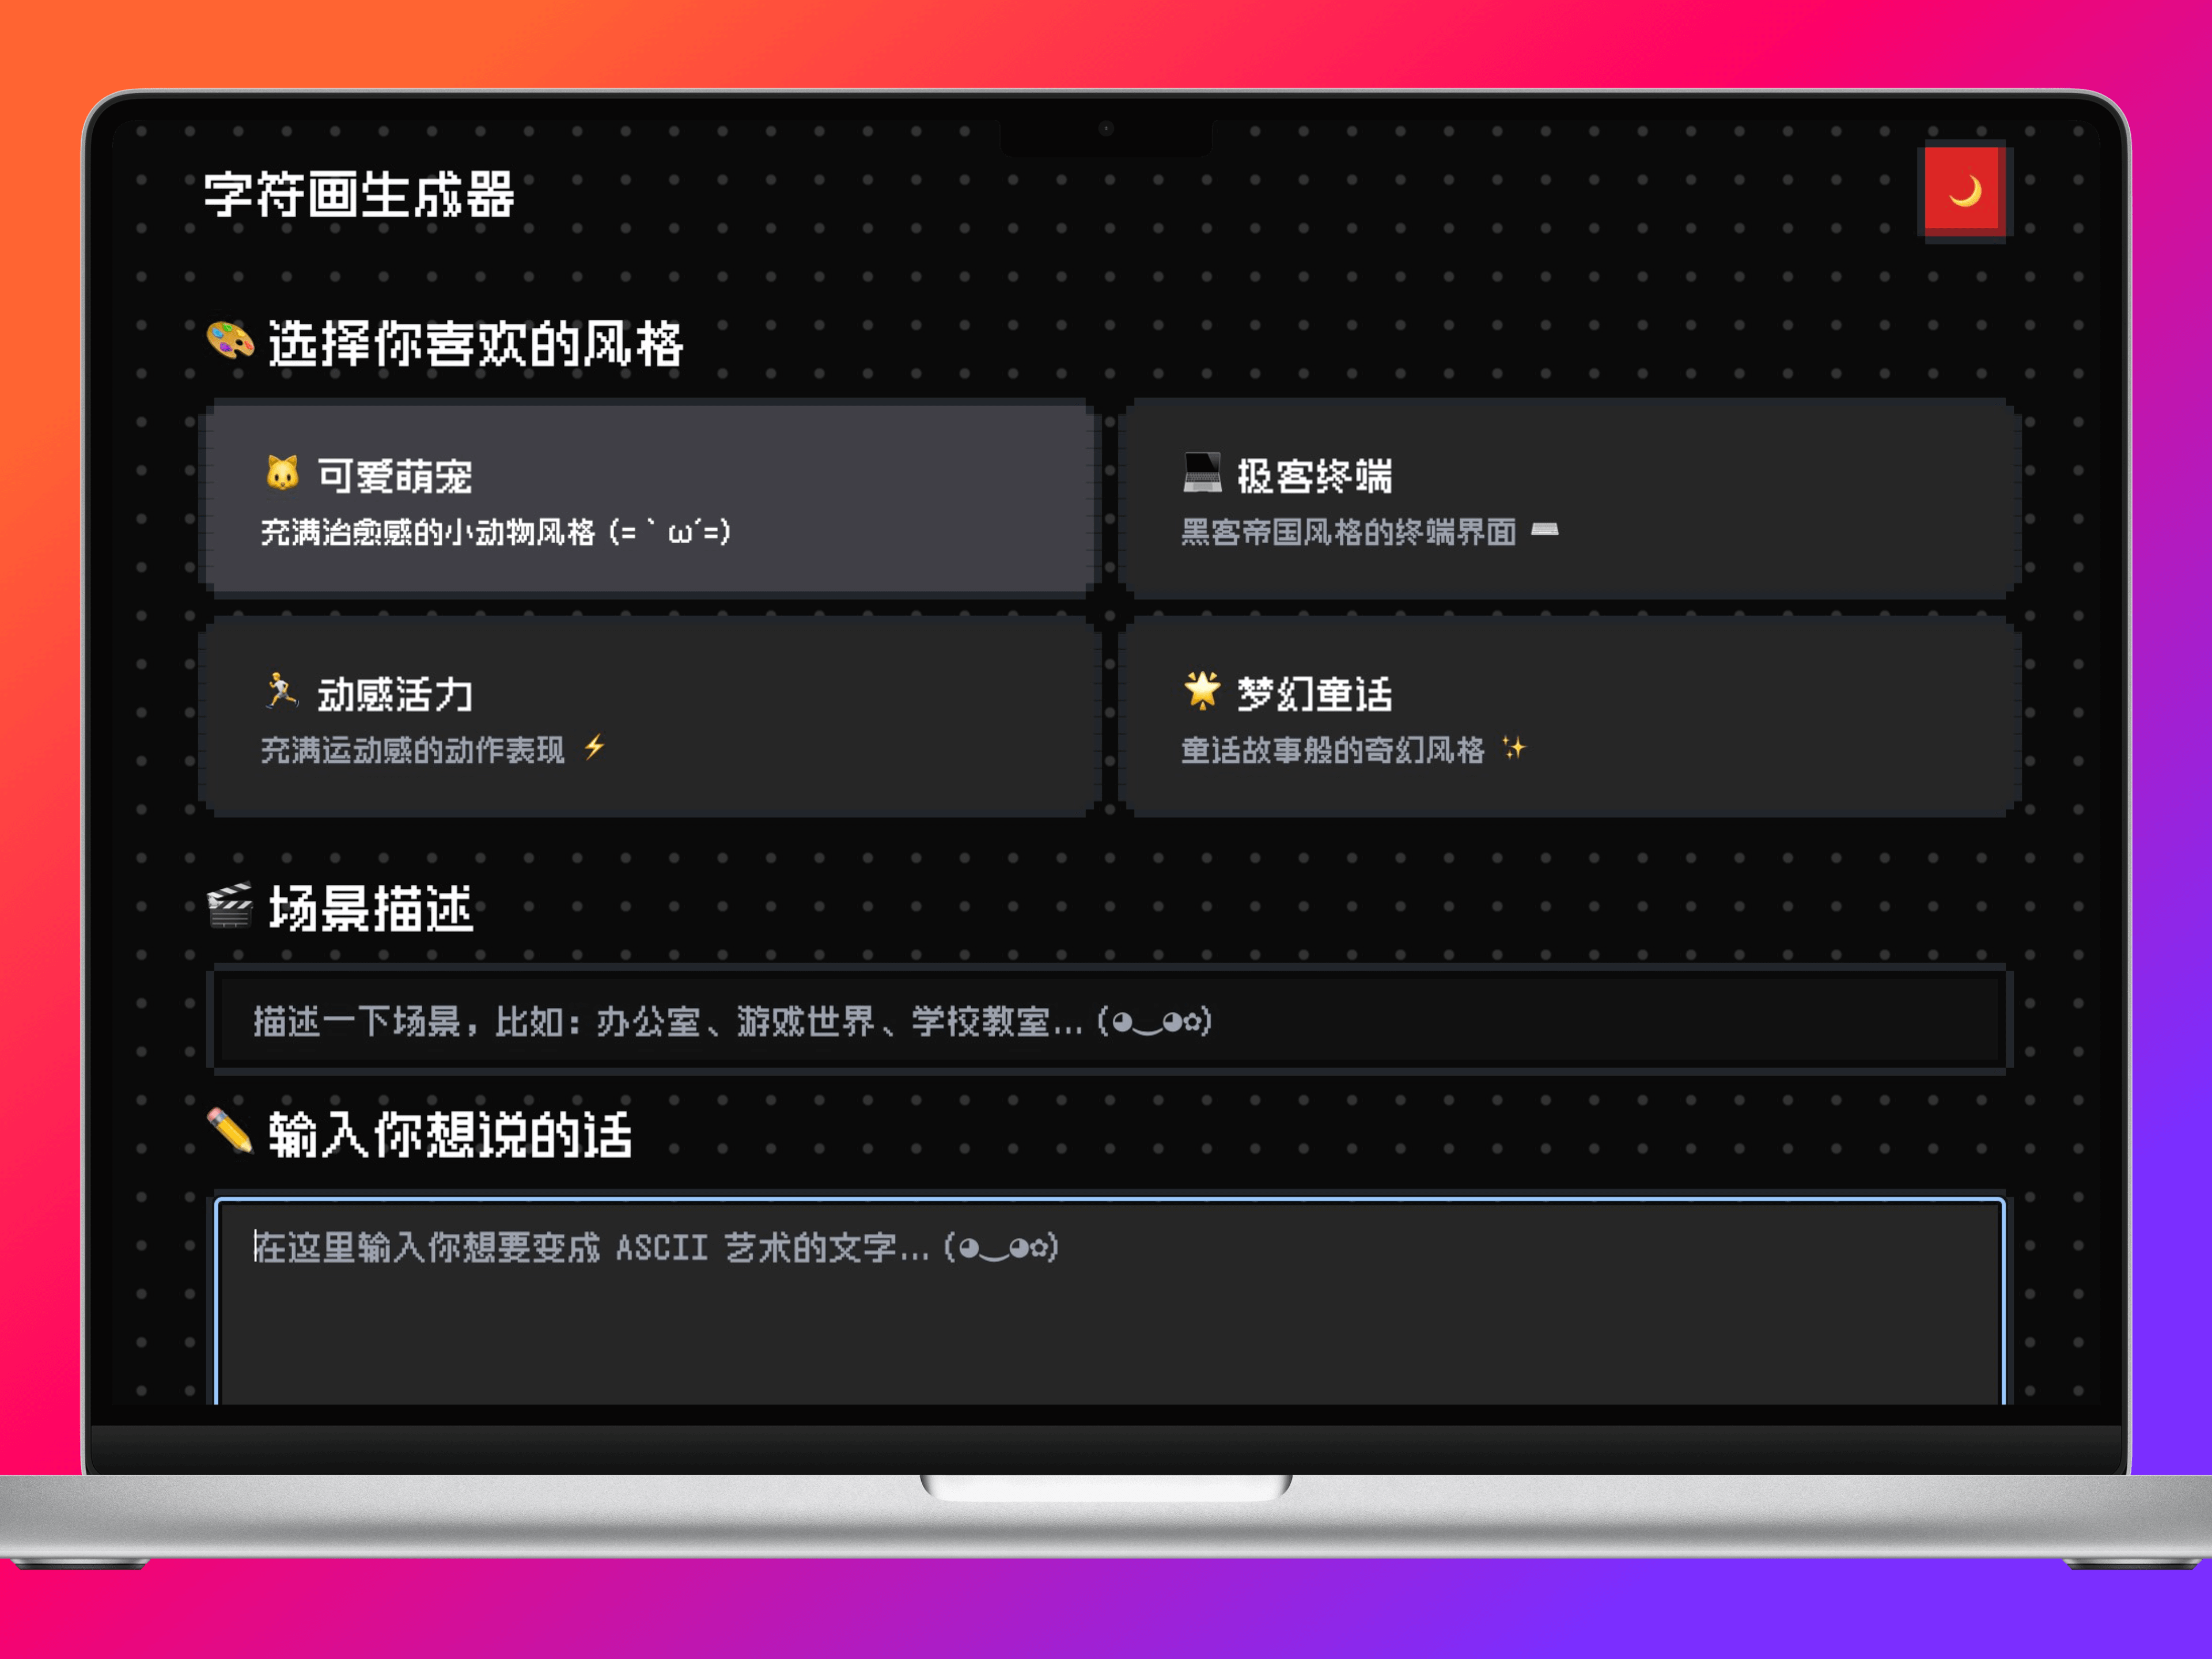 字符画生成器
🎨 选择你喜欢的风格
🐱 可爱萌宠
充满治愈感的小动物风格 (=｀ω´=)
💻 极客终端
黑客帝国风格的终端界面 ⌨️
🏃 动感活力
充满运动感的动作表现 ⚡
🌟 梦幻童话
童话故事般的奇幻风格 ✨
🎬 场景描述
描述一下场景，比如：办公室、游戏世界、学校教室... (◕‿◕✿)
✏️ 输入你想说的话
在这里输入你想要变成 ASCII 艺术的文字... (◕‿◕✿)